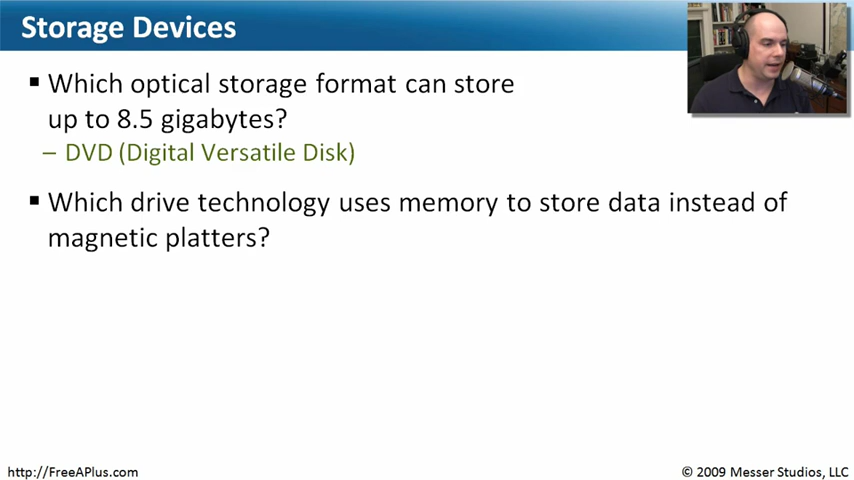 Storage Devices
▪ Which optical storage format can store
up to 8.5 gigabytes?
– DVD (Digital Versatile Disk)
▪ Which drive technology uses memory to store data instead of
magnetic platters?
http://FreeAPlus.com
© 2009 Messer Studios, LLC